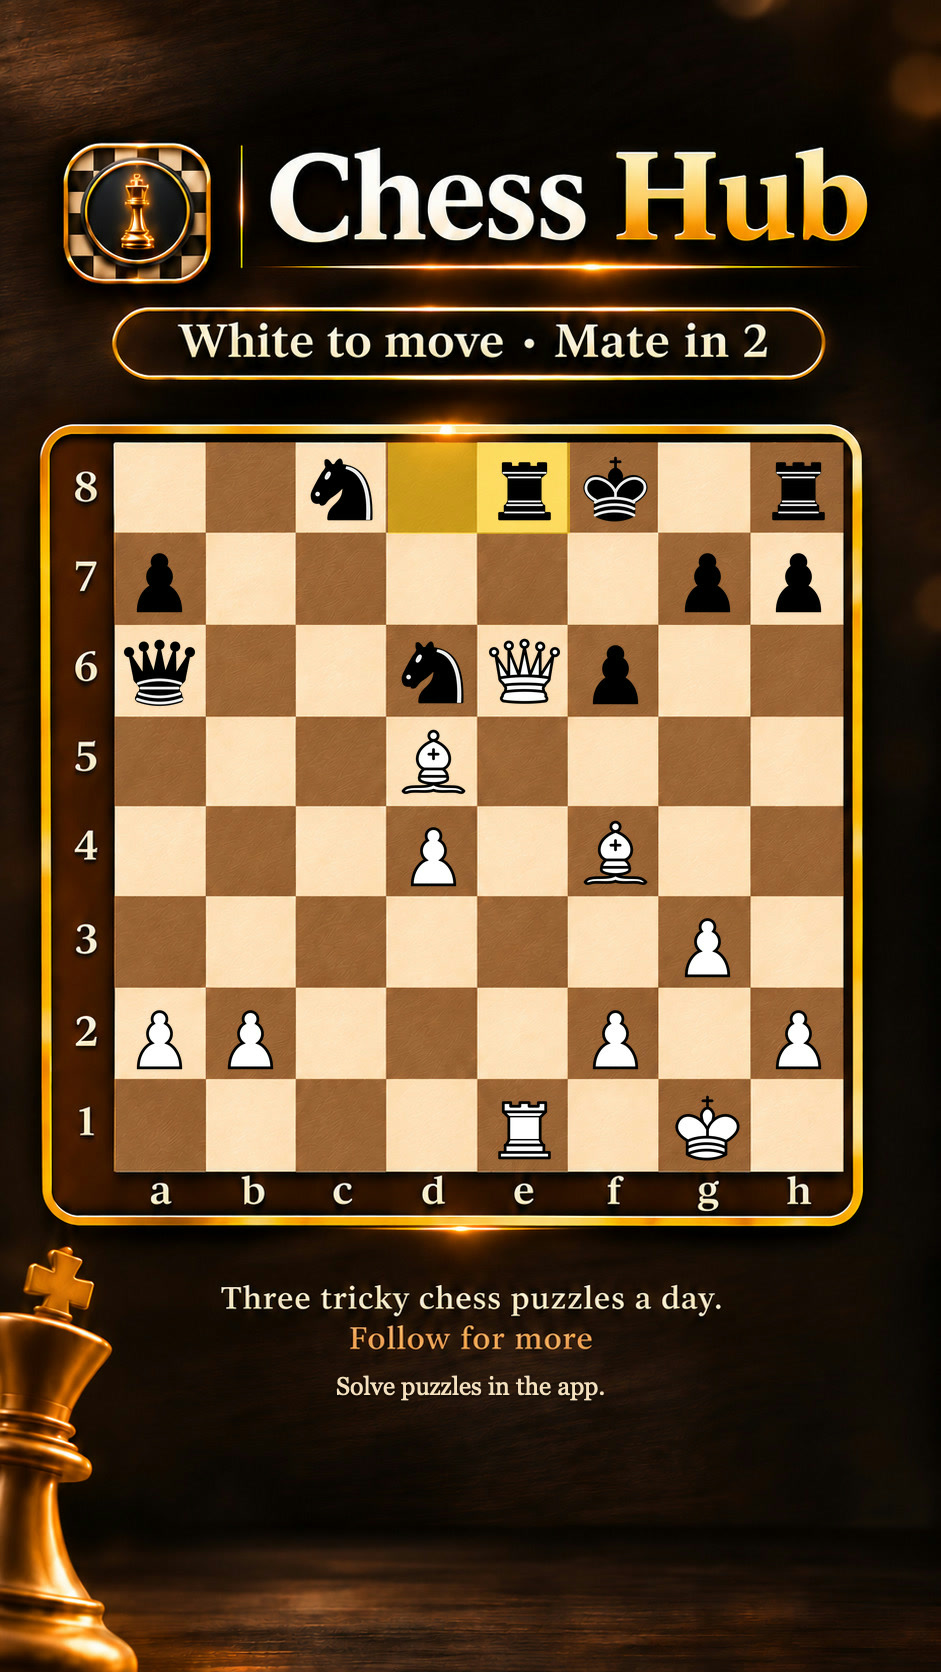 Chess Hub
White to move · Mate in 2
8
7
6
5
4
3
2
1
a b c d e f g h
Three tricky chess puzzles a day.
Follow for more
Solve puzzles in the app.